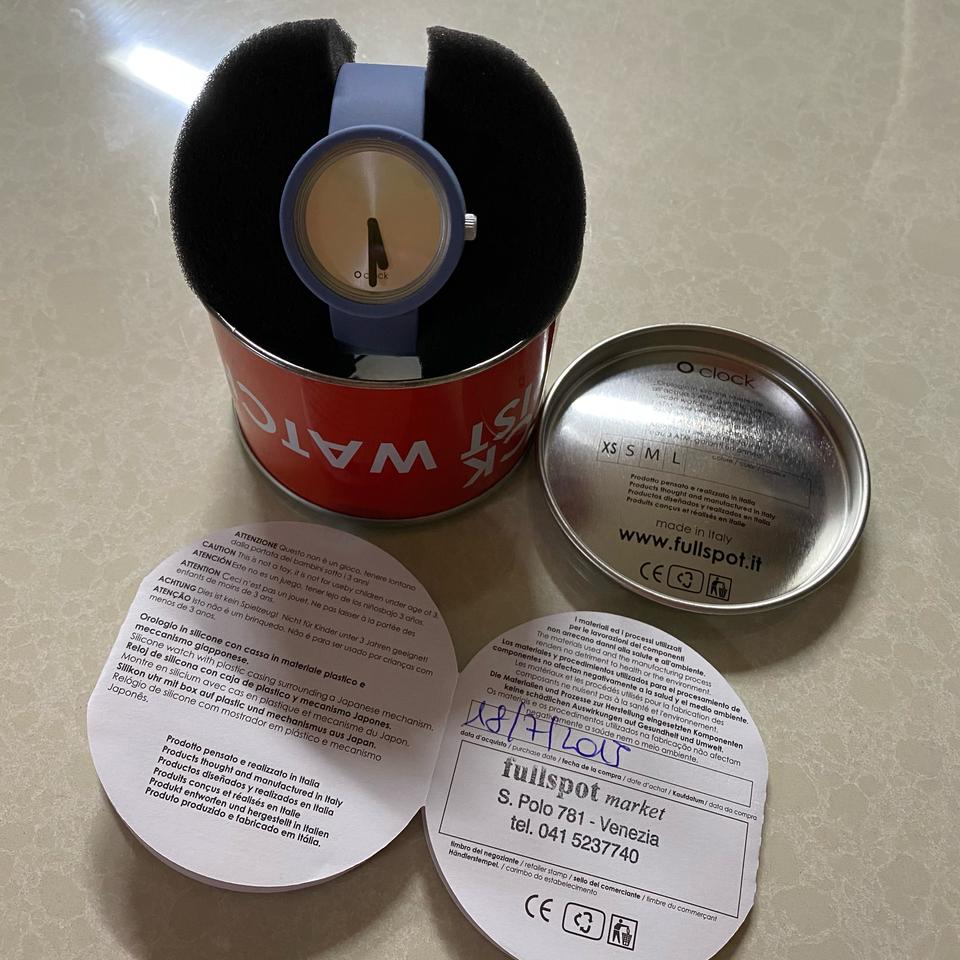 O clock
WATC
CK
IST
O clock
XS S M L
Prodotto pensato e realizzato in Italia
Products thought and manufactured in Italy
Productos diseñados y realizados en Italia
Produits conçus et réalisés en Italie
made in Italy
www.fullspot.it
CE
ATTENZIONE Questo non è un gioco, tenere lontano
dalla portata dei bambini sotto i 3 anni!
CAUTION This is not a toy, it is not for useby children under age of 3.
ATENCIÓN Este no es un juego, tener lejo de los niñosbajo 3 años.
ATTENTION Ceci n'est pas un jouet. Ne pas laisser à la portée des
enfants de moins de 3 ans.
ACHTUNG Dies ist kein Spielzeug! Nicht für Kinder unter 3 Jahren geeignet!
ATENÇÃO Isto não é um brinquedo. Não é para ser usado por crianças com
menos de 3 anos.
Orologio in silicone con cassa in materiale plastico e
meccanismo giapponese.
Silicone watch with plastic casing surrounding a Japanese mechanism.
Reloj de silicona con caja de plastico y mecanismo Japones.
Montre en silicium avec cas en plastique et mecanisme du Japon.
Silikon uhr mit box auf plastic und mechanismus aus Japan.
Relógio de silicone com mostrador em plástico e mecanismo
Japonês.
Prodotto pensato e realizzato in Italia
Products thought and manufactured in Italy
Productos diseñados y realizados en Italia
Produits conçus et réalisés en Italie
Produkt entworfen und hergestellt in Italien
Produto produzido e fabricado em Itália.
I materiali ed i processi utilizzati
per le lavorazioni dei componenti
non arrecano danni alla salute e all'ambiente.
The materials used and the manufacturing process
renders no detriment to health or the environment.
Las materiales y procedimientos utilizados para el procesamiento de
componentes no afectan negativamente a la salud y el medio ambiente.
Les matériaux et les procédés utilisés pour la fabrication des
composants ne nuisent pas à la santé et l'environnement.
Die Materialien und Prozesse zur Herstellung eingesetzten Komponenten
keine schädlichen Auswirkungen auf Gesundheit und Umwelt.
Os materiais e os procedimentos utilizados na fabricação não afectam
negativamente a saúde nem o meio ambiente.
18/7/2015
data d'acquisto / purchase date / fecha de la compra / date d'achat / Kaufdatum / data da compra
fullspot market
S. Polo 781 - Venezia
tel. 041 5237740
timbro del negoziante / retailer stamp / sello del comerciante / timbre du commerçant
Händlerstempel. / carimbo do estabelecimento
CE